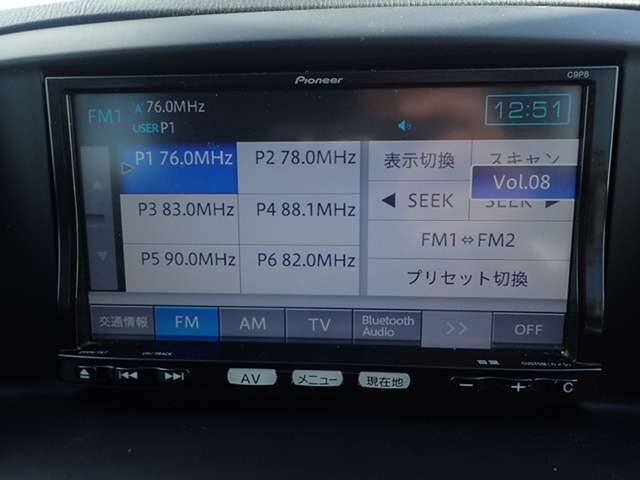 Pioneer
C9P8
FM1 76.0MHz
12:51
USER P1
P1 76.0MHz P2 78.0MHz 表示切換 スキャン
Vol.08
P3 83.0MHz P4 88.1MHz ◀ SEEK SEEK ▶
FM1⇔FM2
P5 90.0MHz P6 82.0MHz プリセット切換
交通情報 FM AM TV Bluetooth Audio >> OFF
AV メニュー 現在地 − + C